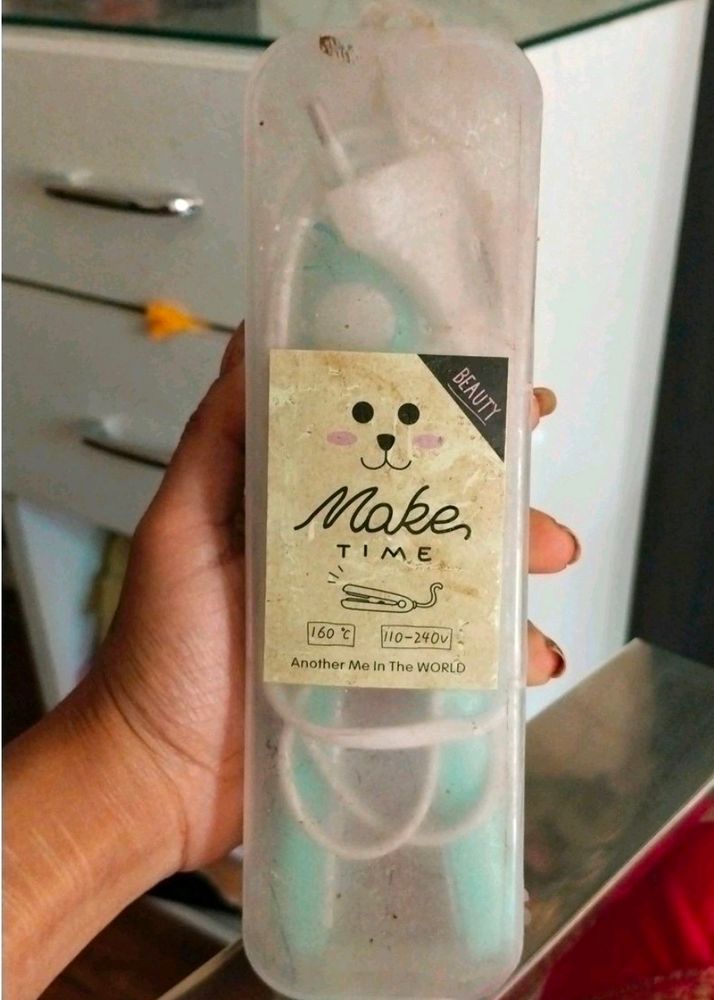 BEAUTY
Make
TIME
160 ℃
110-240V
Another Me In The WORLD